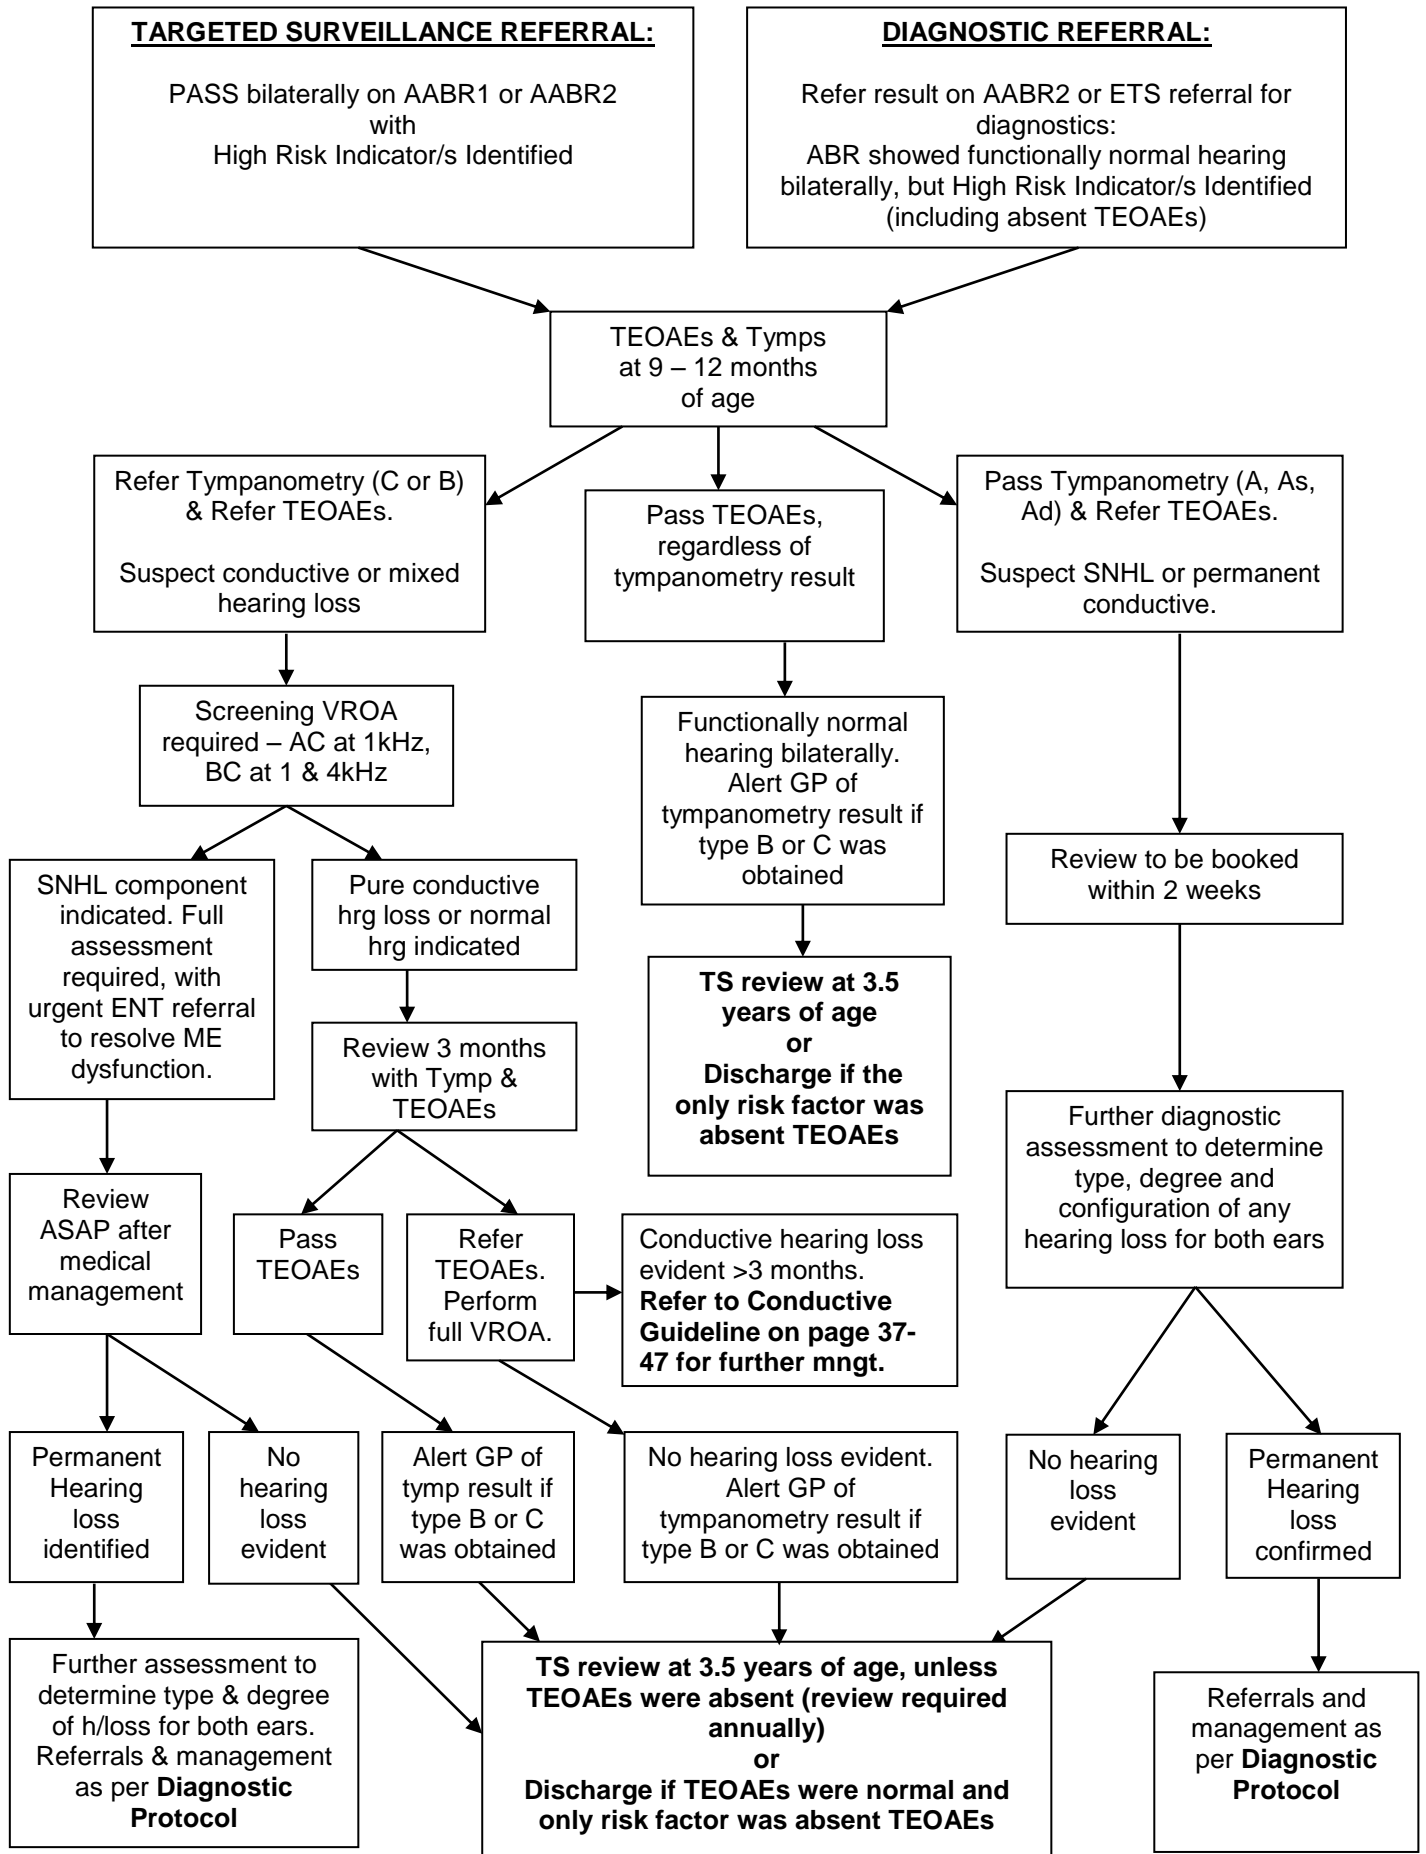 TARGETED SURVEILLANCE REFERRAL:
PASS bilaterally on AABR1 or AABR2
with
High Risk Indicator/s Identified
DIAGNOSTIC REFERRAL:
Refer result on AABR2 or ETS referral for
diagnostics:
ABR showed functionally normal hearing
bilaterally, but High Risk Indicator/s Identified
(including absent TEOAEs)
TEOAEs & Tymps
at 9 – 12 months
of age
Refer Tympanometry (C or B)
& Refer TEOAEs.
Suspect conductive or mixed
hearing loss
Pass TEOAEs,
regardless of
tympanometry result
Pass Tympanometry (A, As,
Ad) & Refer TEOAEs.
Suspect SNHL or permanent
conductive.
Screening VROA
required – AC at 1kHz,
BC at 1 & 4kHz
Functionally normal
hearing bilaterally.
Alert GP of
tympanometry result if
type B or C was
obtained
Review to be booked
within 2 weeks
SNHL component
indicated. Full
assessment
required, with
urgent ENT referral
to resolve ME
dysfunction.
Pure conductive
hrg loss or normal
hrg indicated
TS review at 3.5
years of age
or
Discharge if the
only risk factor was
absent TEOAEs
Review 3 months
with Tymp &
TEOAEs
Further diagnostic
assessment to determine
type, degree and
configuration of any
hearing loss for both ears
Review
ASAP after
medical
management
Pass
TEOAEs
Refer
TEOAEs.
Perform
full VROA.
Conductive hearing loss
evident >3 months.
Refer to Conductive
Guideline on page 37-
47 for further mngt.
Permanent
Hearing
loss
identified
No
hearing
loss
evident
Alert GP of
tymp result if
type B or C
was obtained
No hearing loss evident.
Alert GP of
tympanometry result if
type B or C was obtained
No hearing
loss
evident
Permanent
Hearing
loss
confirmed
Further assessment to
determine type & degree
of h/loss for both ears.
Referrals & management
as per Diagnostic
Protocol
TS review at 3.5 years of age, unless
TEOAEs were absent (review required
annually)
or
Discharge if TEOAEs were normal and
only risk factor was absent TEOAEs
Referrals and
management as
per Diagnostic
Protocol